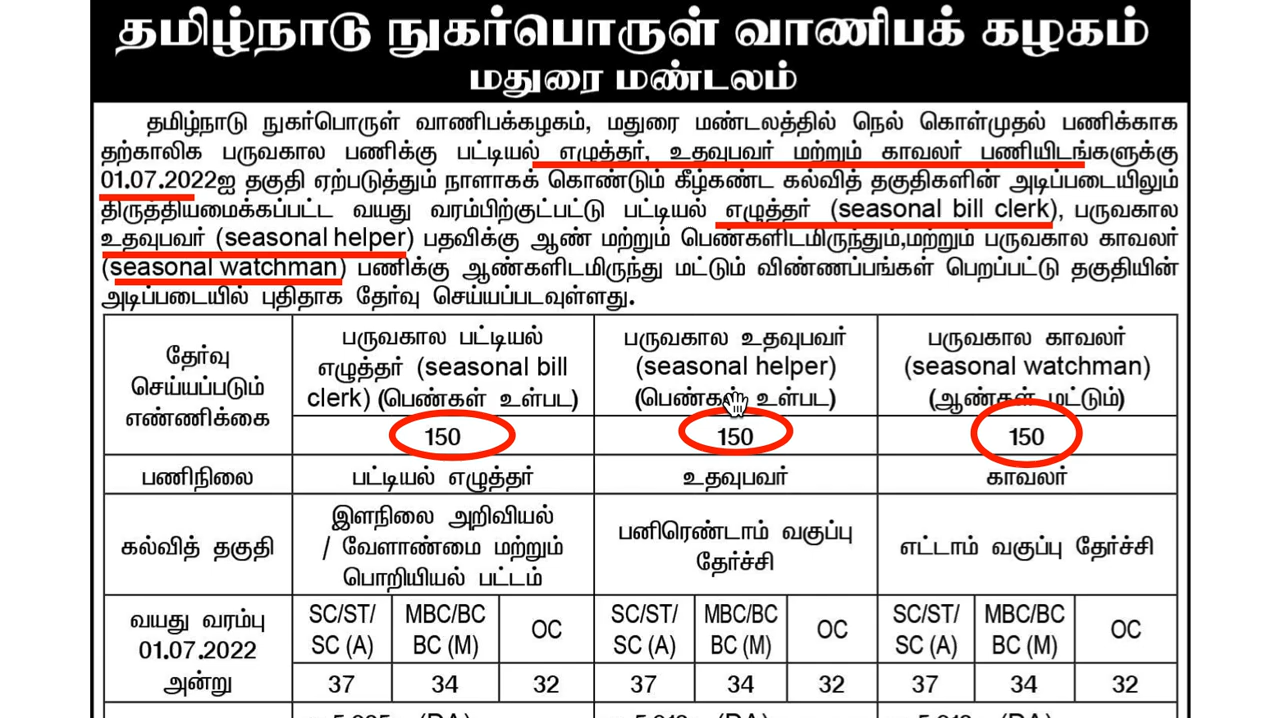 தமிழ்நாடு நுகர்பொருள் வாணிபக் கழகம்
மதுரை மண்டலம்
தமிழ்நாடு நுகர்பொருள் வாணிபக்கழகம், மதுரை மண்டலத்தில் நெல் கொள்முதல் பணிக்காக
தற்காலிக பருவகால பணிக்கு பட்டியல் எழுத்தர், உதவுபவர் மற்றும் காவலர் பணியிடங்களுக்கு
01.07.2022ஐ தகுதி ஏற்படுத்தும் நாளாகக் கொண்டும் கீழ்கண்ட கல்வித் தகுதிகளின் அடிப்படையிலும்
திருத்தியமைக்கப்பட்ட வயது வரம்பிற்குட்பட்டு பட்டியல் எழுத்தர் (seasonal bill clerk), பருவகால
உதவுபவர் (seasonal helper) பதவிக்கு ஆண் மற்றும் பெண்களிடமிருந்தும்,மற்றும் பருவகால காவலர்
(seasonal watchman) பணிக்கு ஆண்களிடமிருந்து மட்டும் விண்ணப்பங்கள் பெறப்பட்டு தகுதியின்
அடிப்படையில் புதிதாக தேர்வு செய்யப்படவுள்ளது.
தேர்வு செய்யப்படும் எண்ணிக்கை
பருவகால பட்டியல்
எழுத்தர் (seasonal bill
clerk) (பெண்கள் உள்பட)
பருவகால உதவுபவர்
(seasonal helper)
(பெண்கள் உள்பட)
பருவகால காவலர்
(seasonal watchman)
(ஆண்கள் மட்டும்)
150 150 150
பணிநிலை பட்டியல் எழுத்தர் உதவுபவர் காவலர்
கல்வித் தகுதி
இளநிலை அறிவியல்
/ வேளாண்மை மற்றும்
பொறியியல் பட்டம்
பனிரெண்டாம் வகுப்பு
தேர்ச்சி
எட்டாம் வகுப்பு தேர்ச்சி
வயது வரம்பு
01.07.2022
அன்று
SC/ST/ MBC/BC OC SC/ST/ MBC/BC OC SC/ST/ MBC/BC OC
SC (A) BC (M) SC (A) BC (M) SC (A) BC (M)
37 34 32 37 34 32 37 34 32